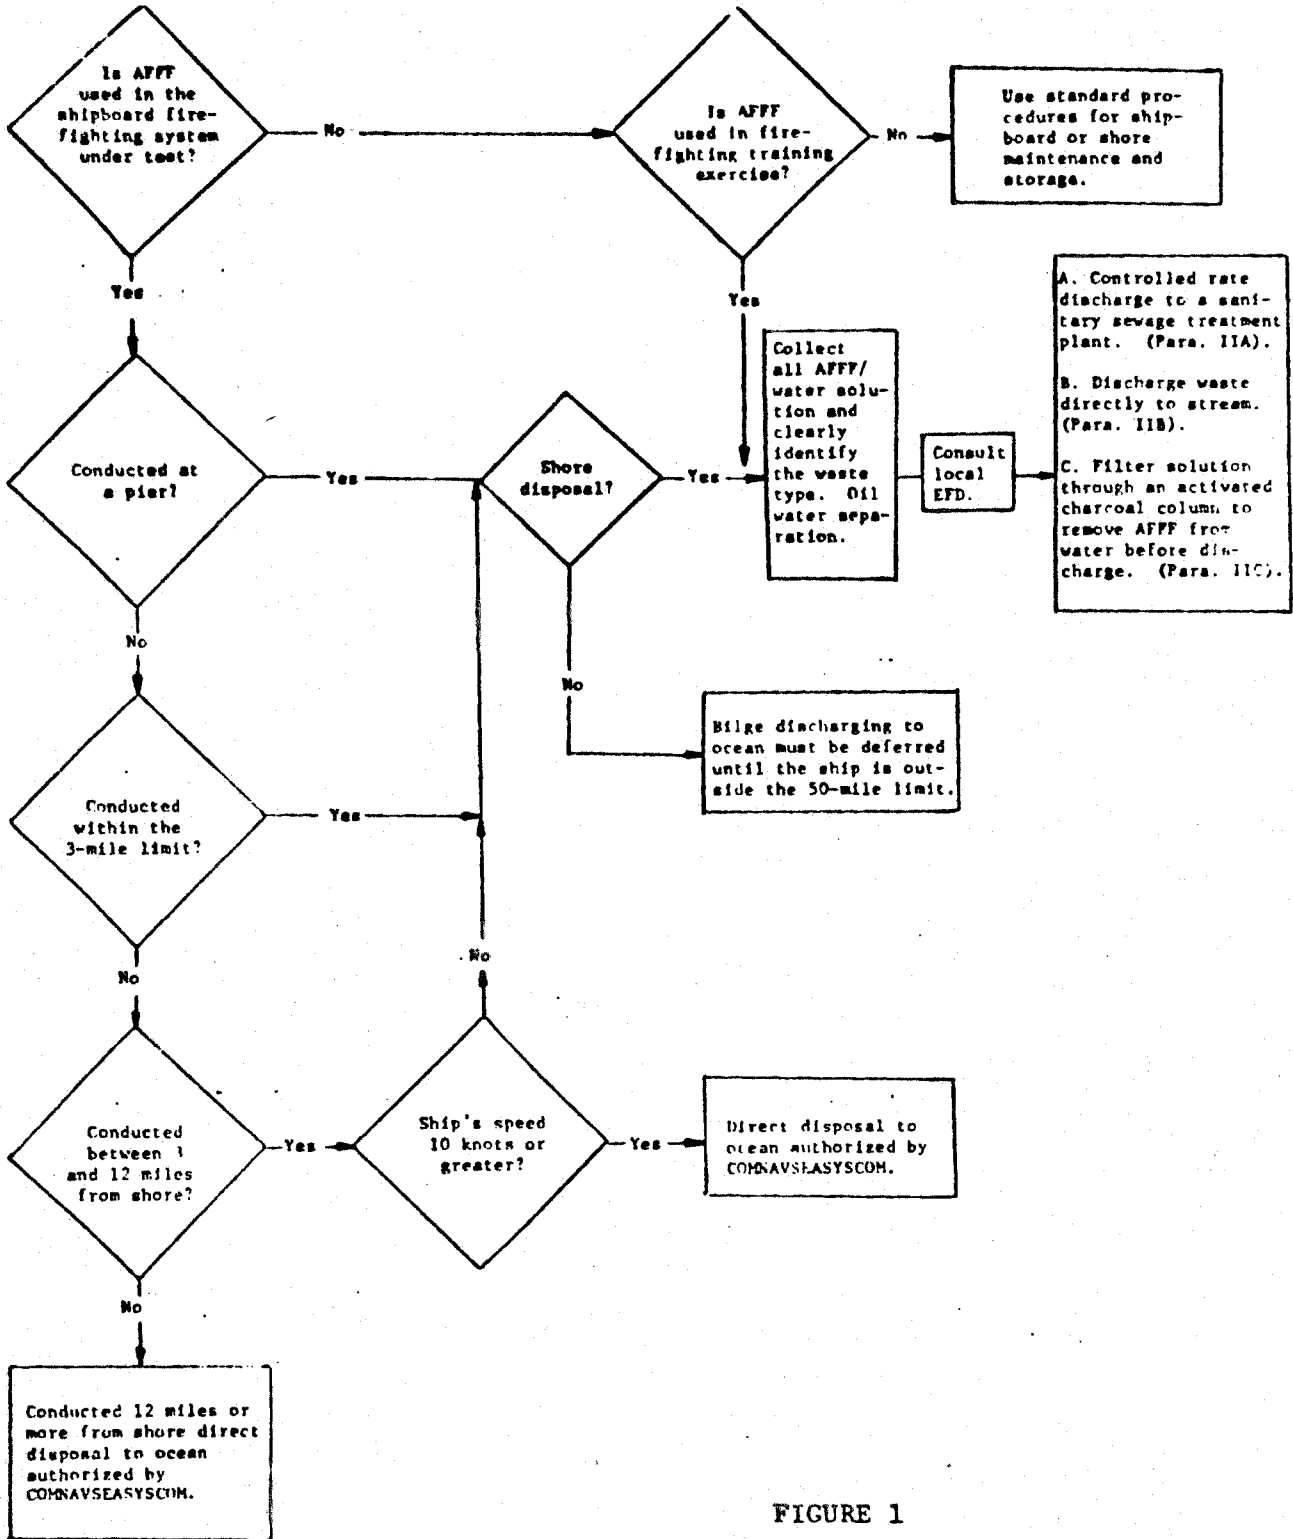 Is AFFF
used in the
shipboard fire-
fighting system
under test?
No
Is AFFF
used in fire-
fighting training
exercise?
No
Use standard pro-
cedures for ship-
board or shore
maintenance and
storage.
Yes
Yes
Conducted at
a pier?
Yes
Shore
disposal?
Yes
Collect
all AFFF/
water solu-
tion and
clearly
identify
the waste
type. Oil
water sepa-
ration.
Consult
local
EFD.
A. Controlled rate
discharge to a sani-
tary sewage treatment
plant. (Para. IIA).
B. Discharge waste
directly to stream.
(Para. IIB).
C. Filter solution
through an activated
charcoal column to
remove AFFF from
water before dis-
charge. (Para. IIC).
No
No
Bilge discharging to
ocean must be deferred
until the ship is out-
side the 50-mile limit.
Conducted
within the
3-mile limit?
Yes
No
No
Conducted
between 3
and 12 miles
from shore?
Yes
Ship's speed
10 knots or
greater?
Yes
Direct disposal to
ocean authorized by
COMNAVSEASYSCOM.
No
Conducted 12 miles or
more from shore direct
disposal to ocean
authorized by
COMNAVSEASYSCOM.
FIGURE 1